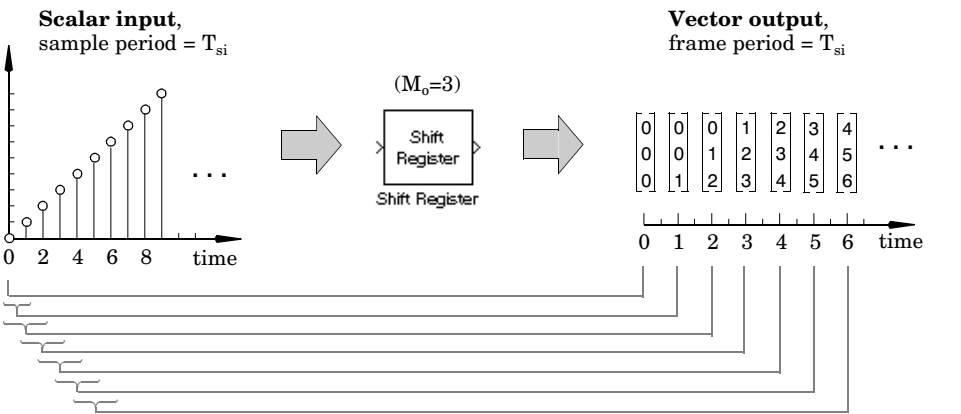 Scalar input,
sample period = Tsi
Vector output,
frame period = Tsi
(Mo=3)
Shift
Register
Shift Register
0 0 0 1 2 3 4
0 0 1 2 3 4 5
0 1 2 3 4 5 6
. . .
. . .
0 2 4 6 8 time
0 1 2 3 4 5 6 time